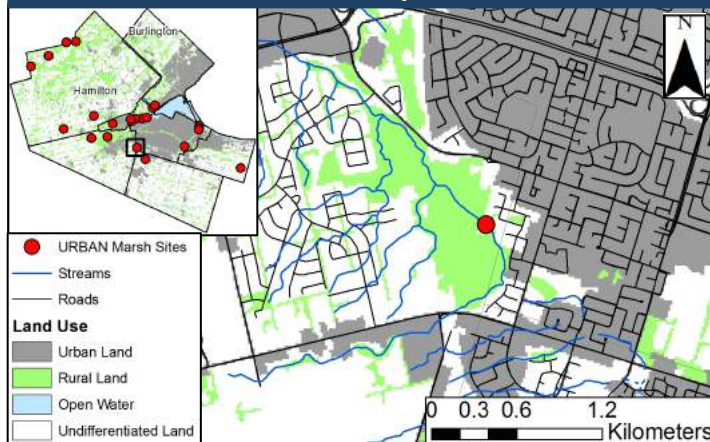 Burlington
Hamilton
N
URBAN Marsh Sites
Streams
Roads
Land Use
Urban Land
Rural Land
Open Water
Undifferentiated Land
0 0.3 0.6 1.2
Kilometers